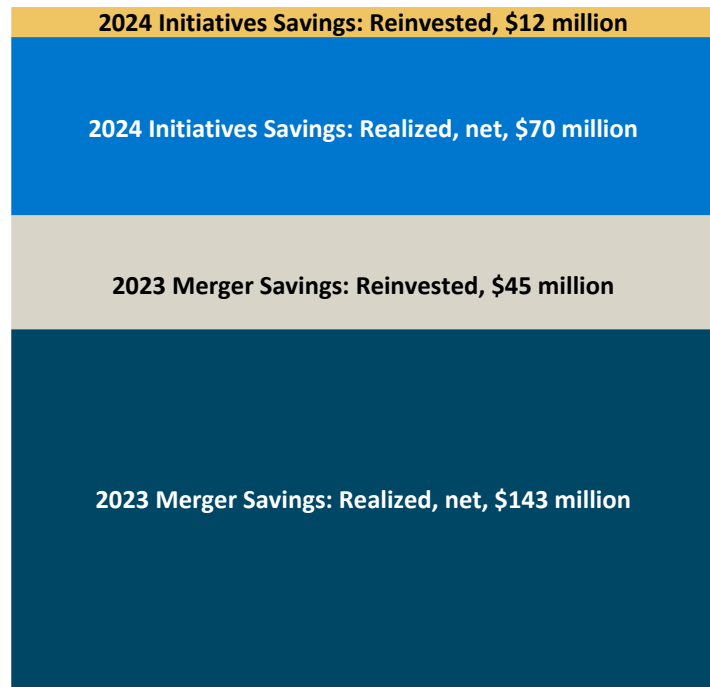 2024 Initiatives Savings: Reinvested, $12 million
2024 Initiatives Savings: Realized, net, $70 million
2023 Merger Savings: Reinvested, $45 million
2023 Merger Savings: Realized, net, $143 million